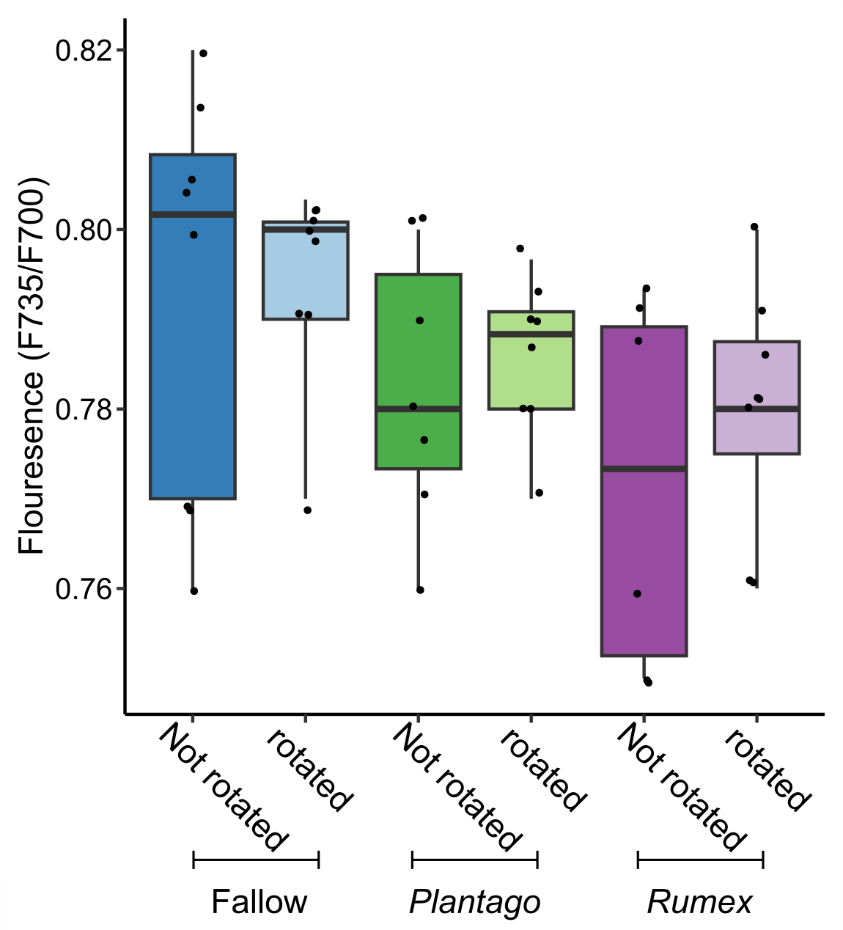 Flouresence (F735/F700)
0.82
0.80
0.78
0.76
Not rotated
rotated
Not rotated
rotated
Not rotated
rotated
Fallow
Plantago
Rumex